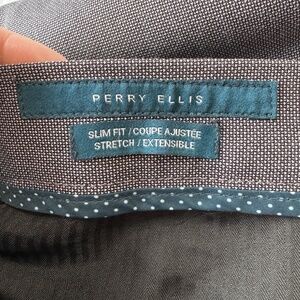 PERRY ELLIS
SLIM FIT / COUPE AJUSTÉE
STRETCH / EXTENSIBLE